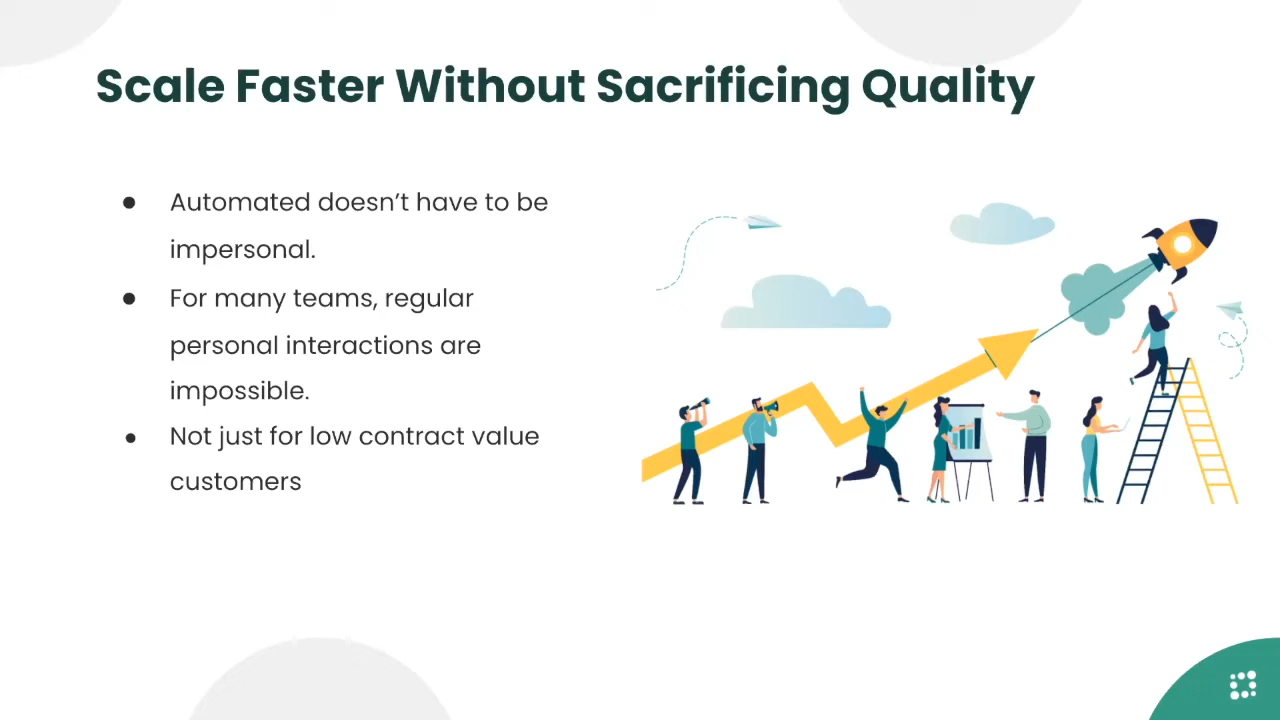 Scale Faster Without Sacrificing Quality
● Automated doesn’t have to be
impersonal.
● For many teams, regular
personal interactions are
impossible.
● Not just for low contract value
customers